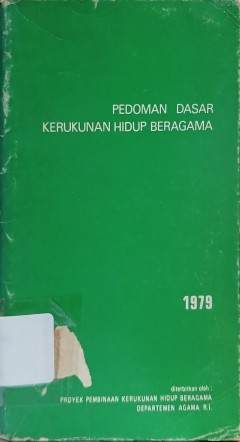 PEDOMAN DASAR
KERUKUNAN HIDUP BERAGAMA
1979
diterbitkan oleh :
PROYEK PEMBINAAN KERUKUNAN HIDUP BERAGAMA
DEPARTEMEN AGAMA R.I.